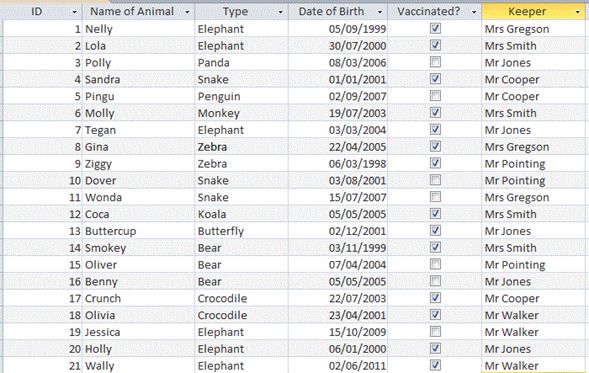 ID Name of Animal Type Date of Birth Vaccinated? Keeper
1 Nelly Elephant 05/09/1999 Mrs Gregson
2 Lola Elephant 30/07/2000 Mrs Smith
3 Polly Panda 08/03/2006 Mr Jones
4 Sandra Snake 01/01/2001 Mr Cooper
5 Pingu Penguin 02/09/2007 Mr Cooper
6 Molly Monkey 19/07/2003 Mrs Smith
7 Tegan Elephant 03/03/2004 Mr Jones
8 Gina Zebra 22/04/2005 Mrs Gregson
9 Ziggy Zebra 06/03/1998 Mr Pointing
10 Dover Snake 03/08/2001 Mr Pointing
11 Wonda Snake 15/07/2007 Mrs Gregson
12 Coca Koala 05/05/2005 Mrs Smith
13 Buttercup Butterfly 02/12/2001 Mr Jones
14 Smokey Bear 03/11/1999 Mrs Smith
15 Oliver Bear 07/04/2004 Mr Pointing
16 Benny Bear 05/05/2005 Mr Jones
17 Crunch Crocodile 22/07/2003 Mr Cooper
18 Olivia Crocodile 23/04/2001 Mr Walker
19 Jessica Elephant 15/10/2009 Mr Walker
20 Holly Elephant 06/01/2000 Mr Jones
21 Wally Elephant 02/06/2011 Mr Walker